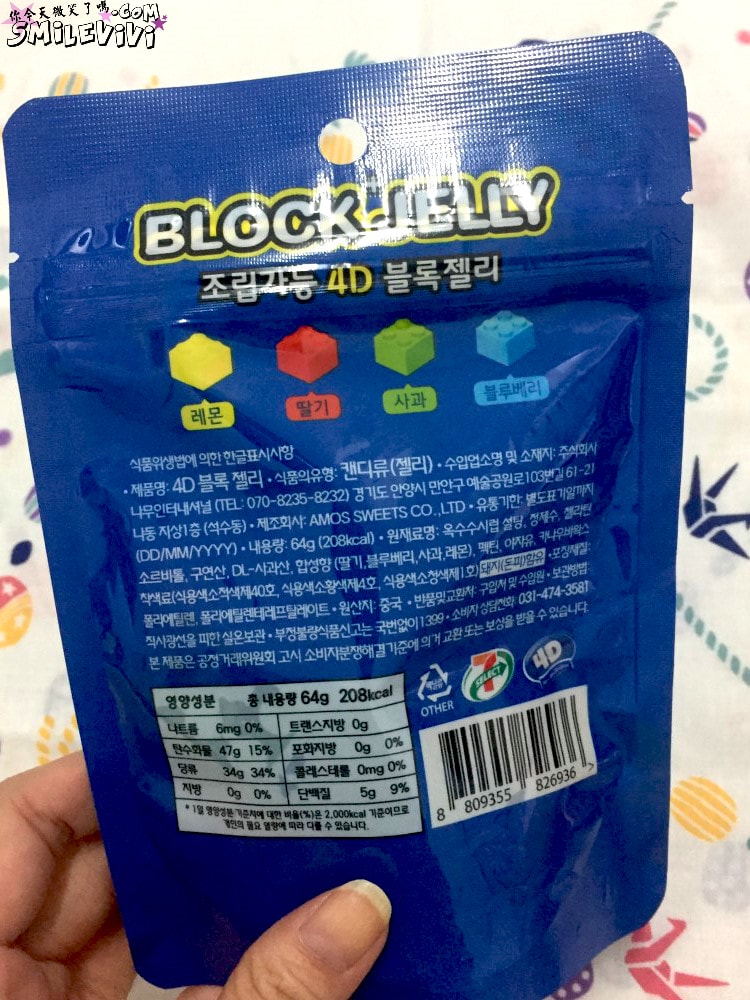 你今天微笑了嗎.COM
SMILEVIVI
BLOCK JELLY
조립가능 4D 블록젤리
레몬 딸기 사과 블루베리
식품위생법에 의한 한글표시사항
• 제품명: 4D 블록 젤리 • 식품의유형: 캔디류(젤리) • 수입업소명 및 소재지: 주식회사
나무인터내셔널 (TEL: 070-8235-8232) 경기도 안양시 만안구 예술공원로103번길 61-21
나동 지상1층 (석수동) • 제조회사: AMOS SWEETS CO.,LTD • 유통기한: 별도표기일까지
(DD/MM/YYYY) • 내용량: 64g (208kcal) • 원재료명: 옥수수시럽, 설탕, 정제수, 젤라틴
소르비톨, 구연산, DL-사과산, 합성향 (딸기,블루베리,사과,레몬), 펙틴, 야자유, 카나우바왁스
착색료(식용색소적색제40호, 식용색소황색제4호, 식용색소청색제1호) 돼지(돈피)함유 • 포장재질:
폴리에틸렌, 폴리에틸렌테레프탈레이트 • 원산지: 중국 • 반품및교환처: 구입처 및 수입원 • 보관방법:
직사광선을 피한 실온보관 • 부정불량식품신고는 국번없이 1399 • 소비자 상담전화: 031-474-3581
본 제품은 공정거래위원회 고시 소비자분쟁해결기준에 의거 교환 또는 보상을 받을 수 있습니다.
영양성분 총 내용량 64g 208kcal
나트륨 6mg 0% 트랜스지방 0g
탄수화물 47g 15% 포화지방 0g 0%
당류 34g 34% 콜레스테롤 0mg 0%
지방 0g 0% 단백질 5g 9%
* 1일 영양성분 기준치에 대한 비율(%)은 2,000kcal 기준이므로
개인의 필요 열량에 따라 다를 수 있습니다.
OTHER
7 SELECT
4D
8 809355 826936 >